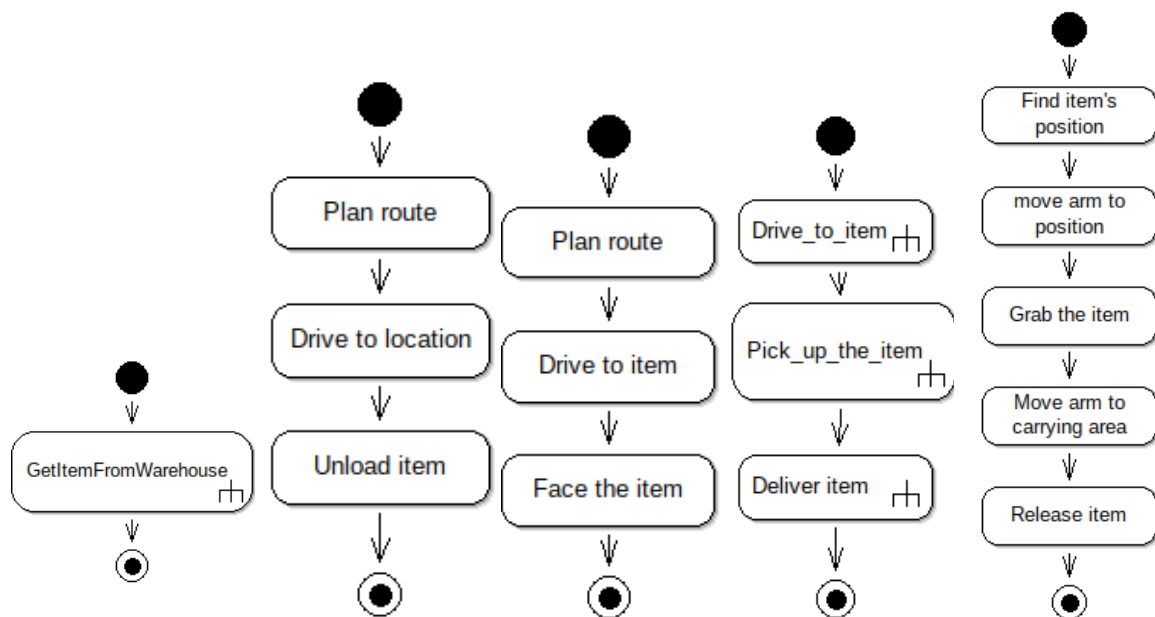 GetItemFromWarehouse
Plan route
Drive to location
Unload item
Plan route
Drive to item
Face the item
Drive_to_item
Pick_up_the_item
Deliver item
Find item's
position
move arm to
position
Grab the item
Move arm to
carrying area
Release item